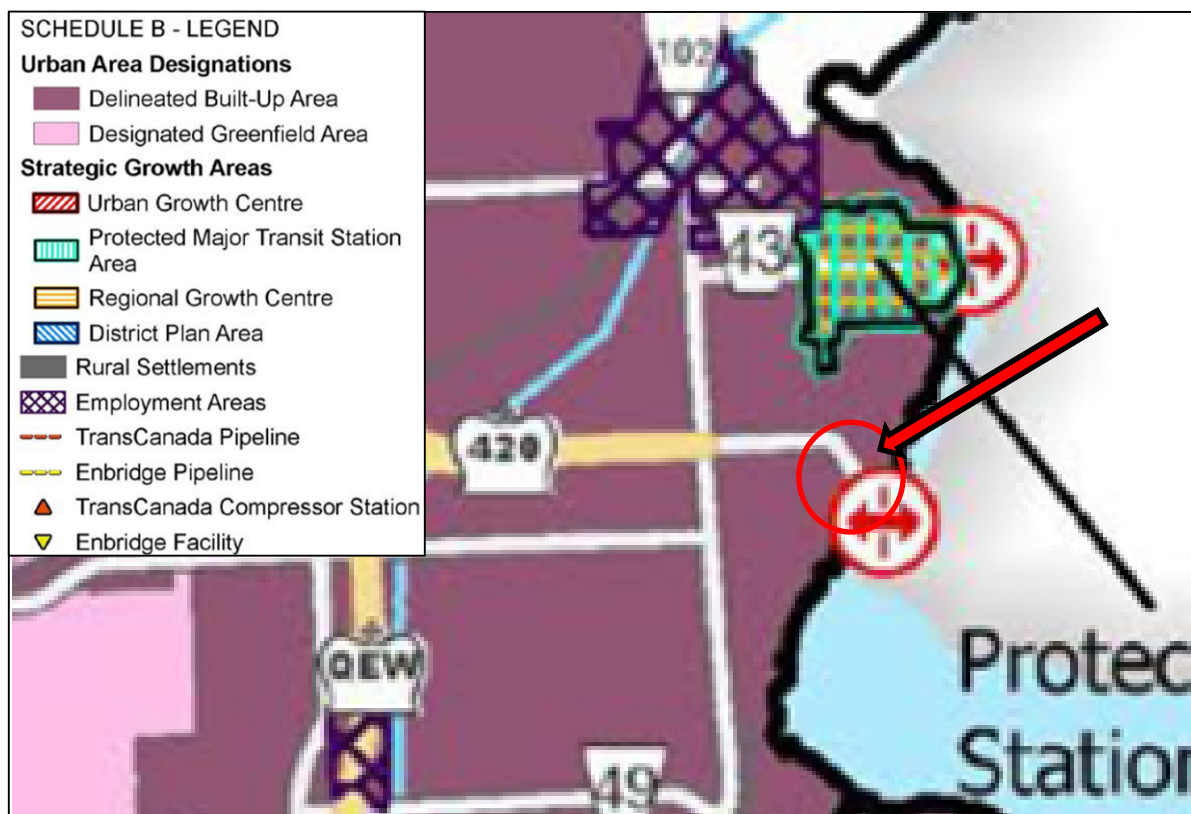 SCHEDULE B - LEGEND
Urban Area Designations
Delineated Built-Up Area
Designated Greenfield Area
Strategic Growth Areas
Urban Growth Centre
Protected Major Transit Station
Area
Regional Growth Centre
District Plan Area
Rural Settlements
Employment Areas
TransCanada Pipeline
Enbridge Pipeline
TransCanada Compressor Station
Enbridge Facility
102
43
420
QEW
49
Protec
Station